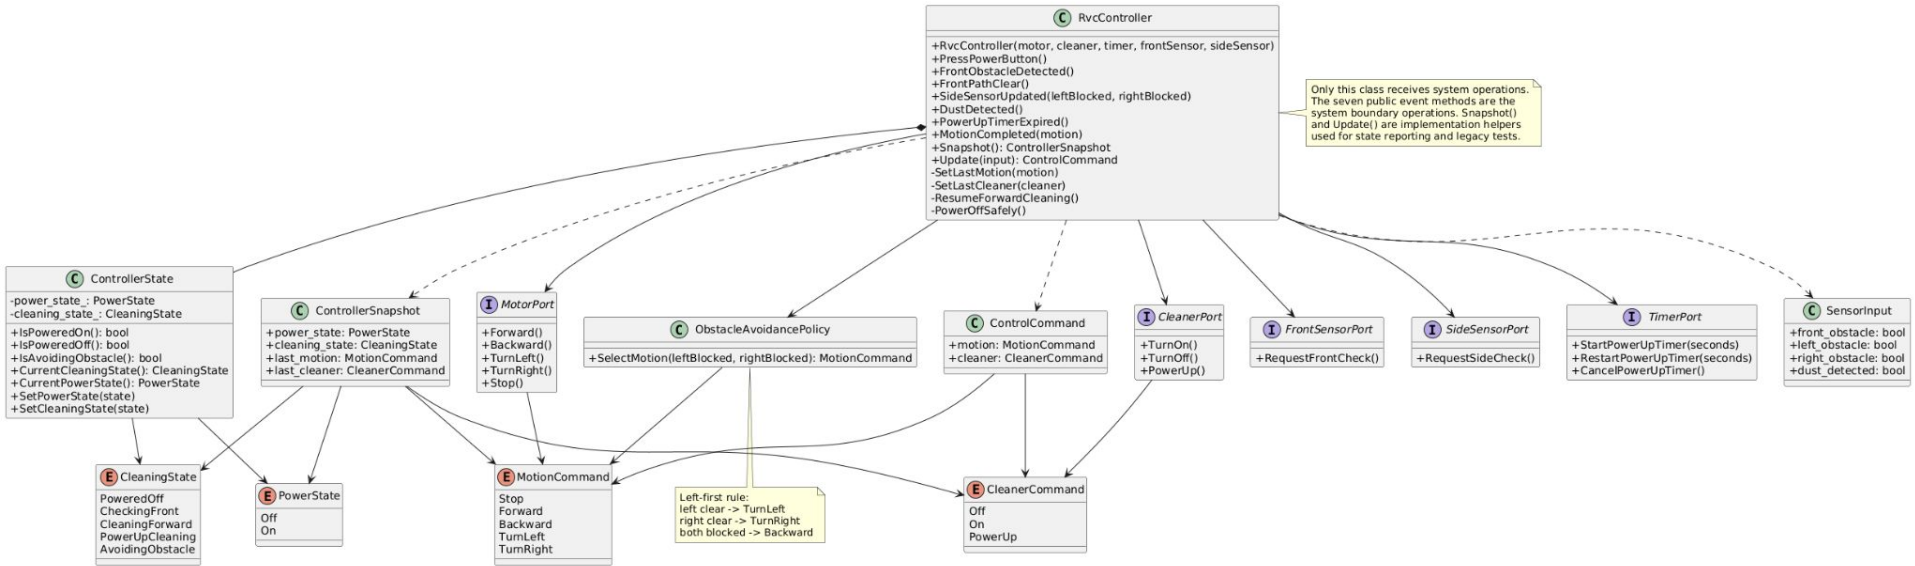 C RvcController
+RvcController(motor, cleaner, timer, frontSensor, sideSensor)
+PressPowerButton()
+FrontObstacleDetected()
+FrontPathClear()
+SideSensorUpdated(leftBlocked, rightBlocked)
+DustDetected()
+PowerUpTimerExpired()
+MotionCompleted(motion)
+Snapshot(): ControllerSnapshot
+Update(input): ControlCommand
-SetLastMotion(motion)
-SetLastCleaner(cleaner)
-ResumeForwardCleaning()
-PowerOffSafely()
Only this class receives system operations.
The seven public event methods are the
system boundary operations. Snapshot()
and Update() are implementation helpers
used for state reporting and legacy tests.
C ControllerState
-power_state_: PowerState
-cleaning_state_: CleaningState
+IsPoweredOn(): bool
+IsPoweredOff(): bool
+IsAvoidingObstacle(): bool
+CurrentCleaningState(): CleaningState
+CurrentPowerState(): PowerState
+SetPowerState(state)
+SetCleaningState(state)
C ControllerSnapshot
+power_state: PowerState
+cleaning_state: CleaningState
+last_motion: MotionCommand
+last_cleaner: CleanerCommand
I MotorPort
+Forward()
+Backward()
+TurnLeft()
+TurnRight()
+Stop()
C ObstacleAvoidancePolicy
+SelectMotion(leftBlocked, rightBlocked): MotionCommand
C ControlCommand
+motion: MotionCommand
+cleaner: CleanerCommand
I CleanerPort
+TurnOn()
+TurnOff()
+PowerUp()
I FrontSensorPort
+RequestFrontCheck()
I SideSensorPort
+RequestSideCheck()
I TimerPort
+StartPowerUpTimer(seconds)
+RestartPowerUpTimer(seconds)
+CancelPowerUpTimer()
C SensorInput
+front_obstacle: bool
+left_obstacle: bool
+right_obstacle: bool
+dust_detected: bool
E CleaningState
PoweredOff
CheckingFront
CleaningForward
PowerUpCleaning
AvoidingObstacle
E PowerState
Off
On
E MotionCommand
Stop
Forward
Backward
TurnLeft
TurnRight
Left-first rule:
left clear -> TurnLeft
right clear -> TurnRight
both blocked -> Backward
E CleanerCommand
Off
On
PowerUp